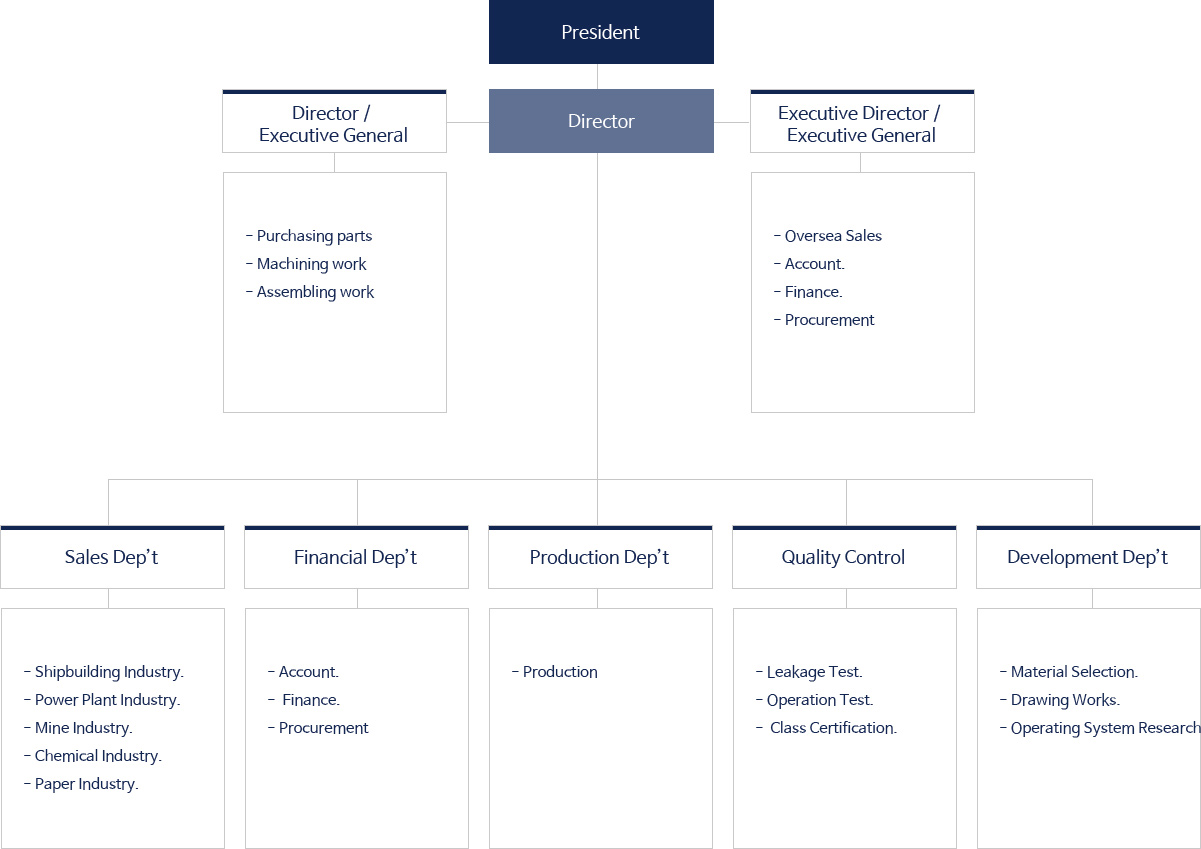 President
Director /
Executive General
Director
Executive Director /
Executive General
- Purchasing parts
- Machining work
- Assembling work
- Oversea Sales
- Account.
- Finance.
- Procurement
Sales Dep’t
Financial Dep’t
Production Dep’t
Quality Control
Development Dep’t
- Shipbuilding Industry.
- Power Plant Industry.
- Mine Industry.
- Chemical Industry.
- Paper Industry.
- Account.
- Finance.
- Procurement
- Production
- Leakage Test.
- Operation Test.
- Class Certification.
- Material Selection.
- Drawing Works.
- Operating System Research